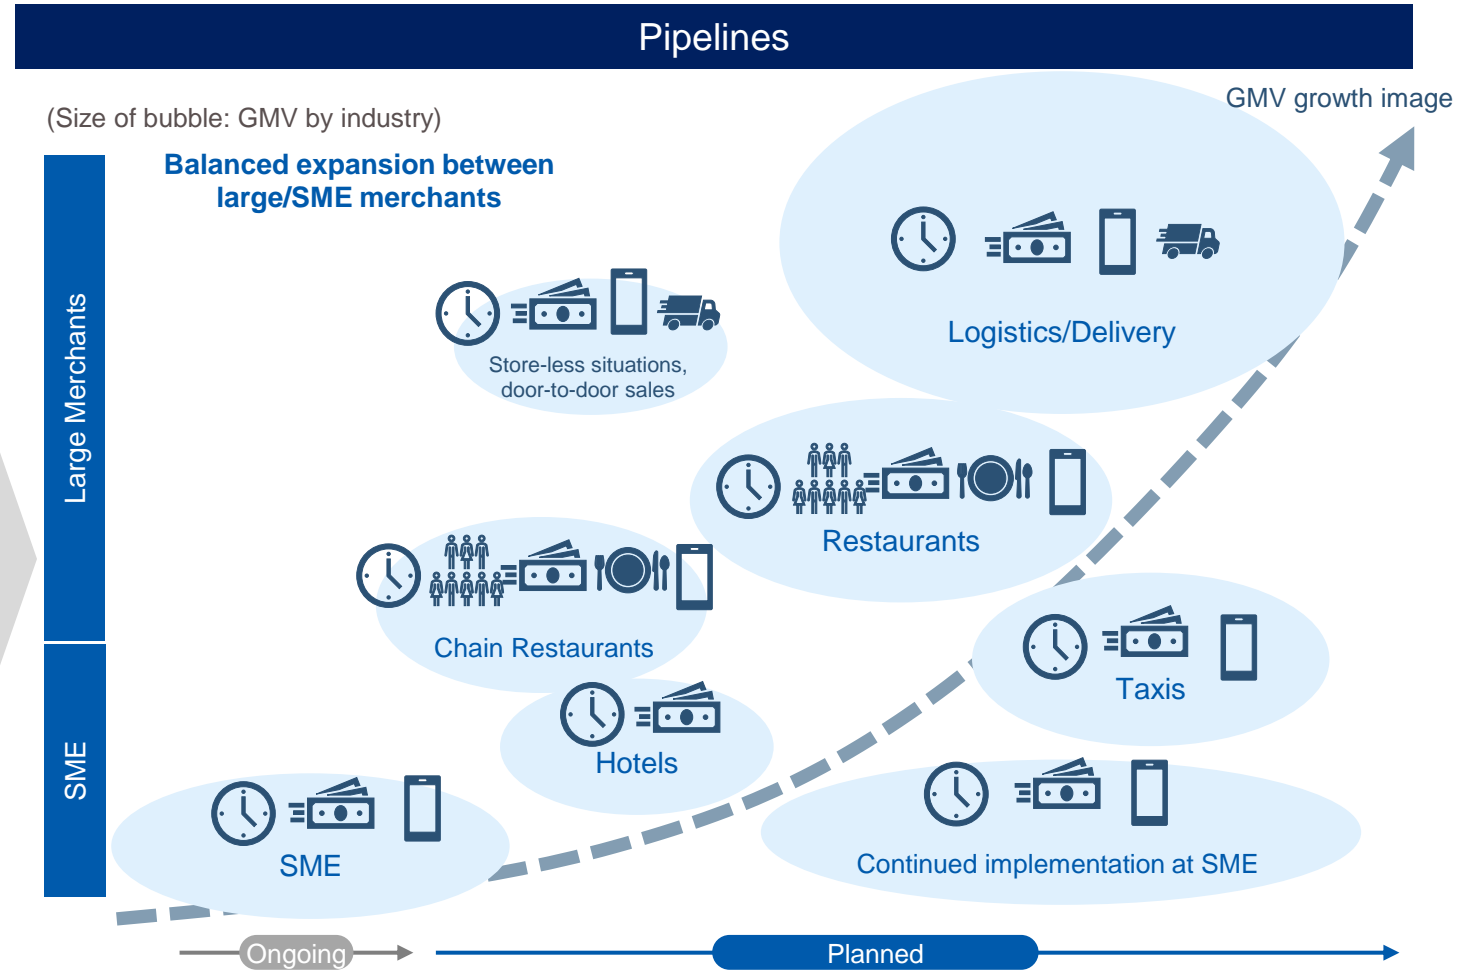 Pipelines
(Size of bubble: GMV by industry)
GMV growth image
Balanced expansion between
large/SME merchants
Large Merchants
SME
Logistics/Delivery
Store-less situations,
door-to-door sales
Restaurants
Chain Restaurants
Taxis
Hotels
SME
Continued implementation at SME
Ongoing
Planned